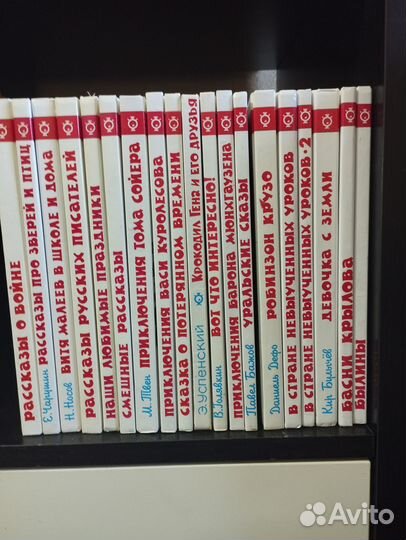 РАССКАЗЫ О ВОЙНЕ
Е. Чарушин РАССКАЗЫ ПРО ЗВЕРЕЙ И ПТИЦ
Н. Носов ВИТЯ МАЛЕЕВ В ШКОЛЕ И ДОМА
РАССКАЗЫ РУССКИХ ПИСАТЕЛЕЙ
НАШИ ЛЮБИМЫЕ ПРАЗДНИКИ
СМЕШНЫЕ РАССКАЗЫ
М. Твен ПРИКЛЮЧЕНИЯ ТОМА СОЙЕРА
ПРИКЛЮЧЕНИЯ ВАСИ КУРОЛЕСОВА
СКАЗКА О ПОТЕРЯННОМ ВРЕМЕНИ
Э. УСПЕНСКИЙ КРОКОДИЛ ГЕНА И ЕГО ДРУЗЬЯ
В. Голявкин ВОТ ЧТО ИНТЕРЕСНО!
ПРИКЛЮЧЕНИЯ БАРОНА МЮНХГАУЗЕНА
Павел Бажов УРАЛЬСКИЕ СКАЗЫ
Даниель Дефо РОБИНЗОН КРУЗО
В СТРАНЕ НЕВЫУЧЕННЫХ УРОКОВ
В СТРАНЕ НЕВЫУЧЕННЫХ УРОКОВ-2
Кир Булычев ДЕВОЧКА С ЗЕМЛИ
БАСНИ КРЫЛОВА
БЫЛИНЫ
Avito